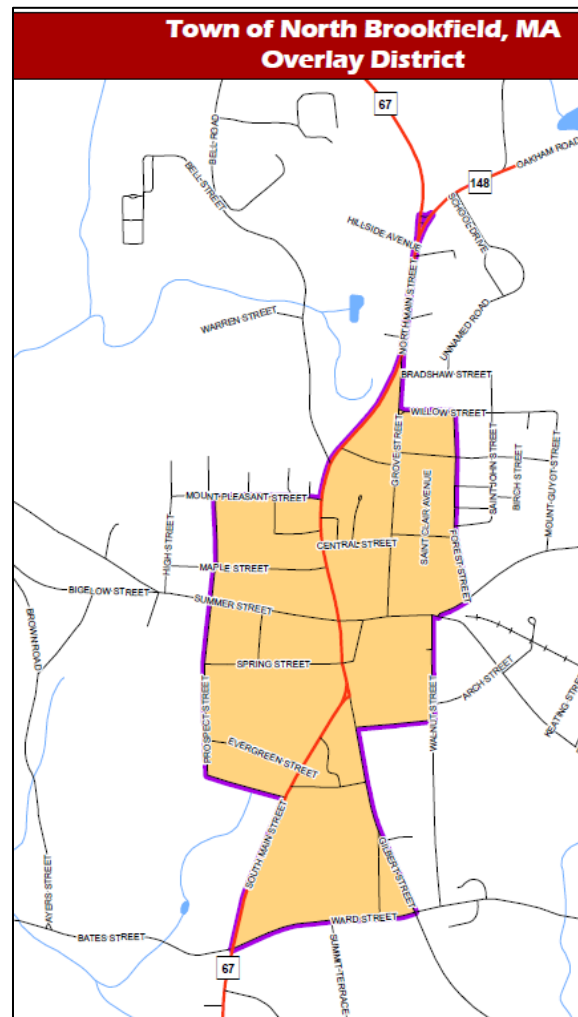 Town of North Brookfield, MA
Overlay District
67
OAKHAM ROAD
148
BELL ROAD
BELL STREET
SCHOOL DRIVE
HILLSIDE AVENUE
NORTH MAIN STREET
UNNAMED ROAD
WARREN STREET
BRADSHAW STREET
WILLOW STREET
GROVE STREET
SAINT CLAIR AVENUE
SAINT JOHN STREET
BIRCH STREET
MOUNT GUYOT STREET
MOUNT PLEASANT STREET
HIGH STREET
CENTRAL STREET
FOREST STREET
MAPLE STREET
BIGELOW STREET
SUMMER STREET
BROWN ROAD
SPRING STREET
ARCH STREET
WALNUT STREET
KEATING STRE
PROSPECT STREET
EVERGREEN STREET
SOUTH MAIN STREET
GILBERT STREET
AYERS STREET
WARD STREET
BATES STREET
SUMMIT TERRACE
67